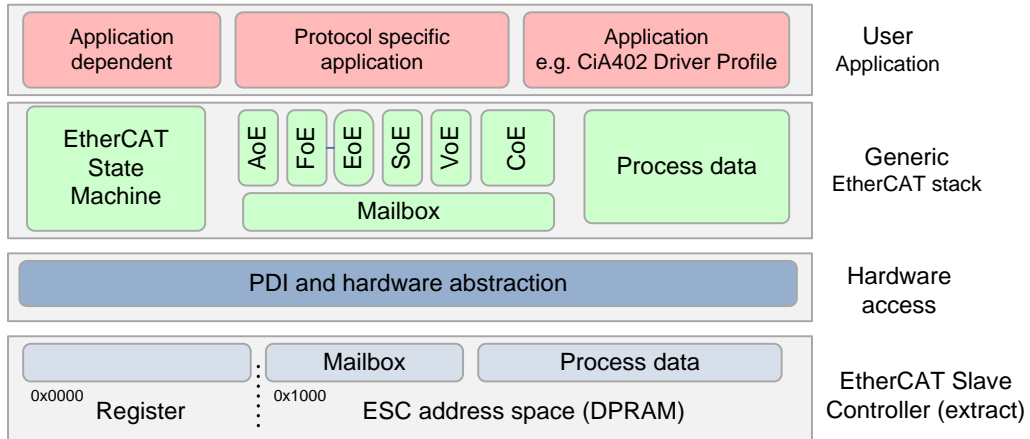 Application
dependent
Protocol specific
application
Application
e.g. CiA402 Driver Profile
User
Application
EtherCAT
State
Machine
AoE
FoE
EoE
SoE
VoE
CoE
Mailbox
Process data
Generic
EtherCAT stack
PDI and hardware abstraction
Hardware
access
Mailbox
Process data
0x0000
Register
0x1000
ESC address space (DPRAM)
EtherCAT Slave
Controller (extract)